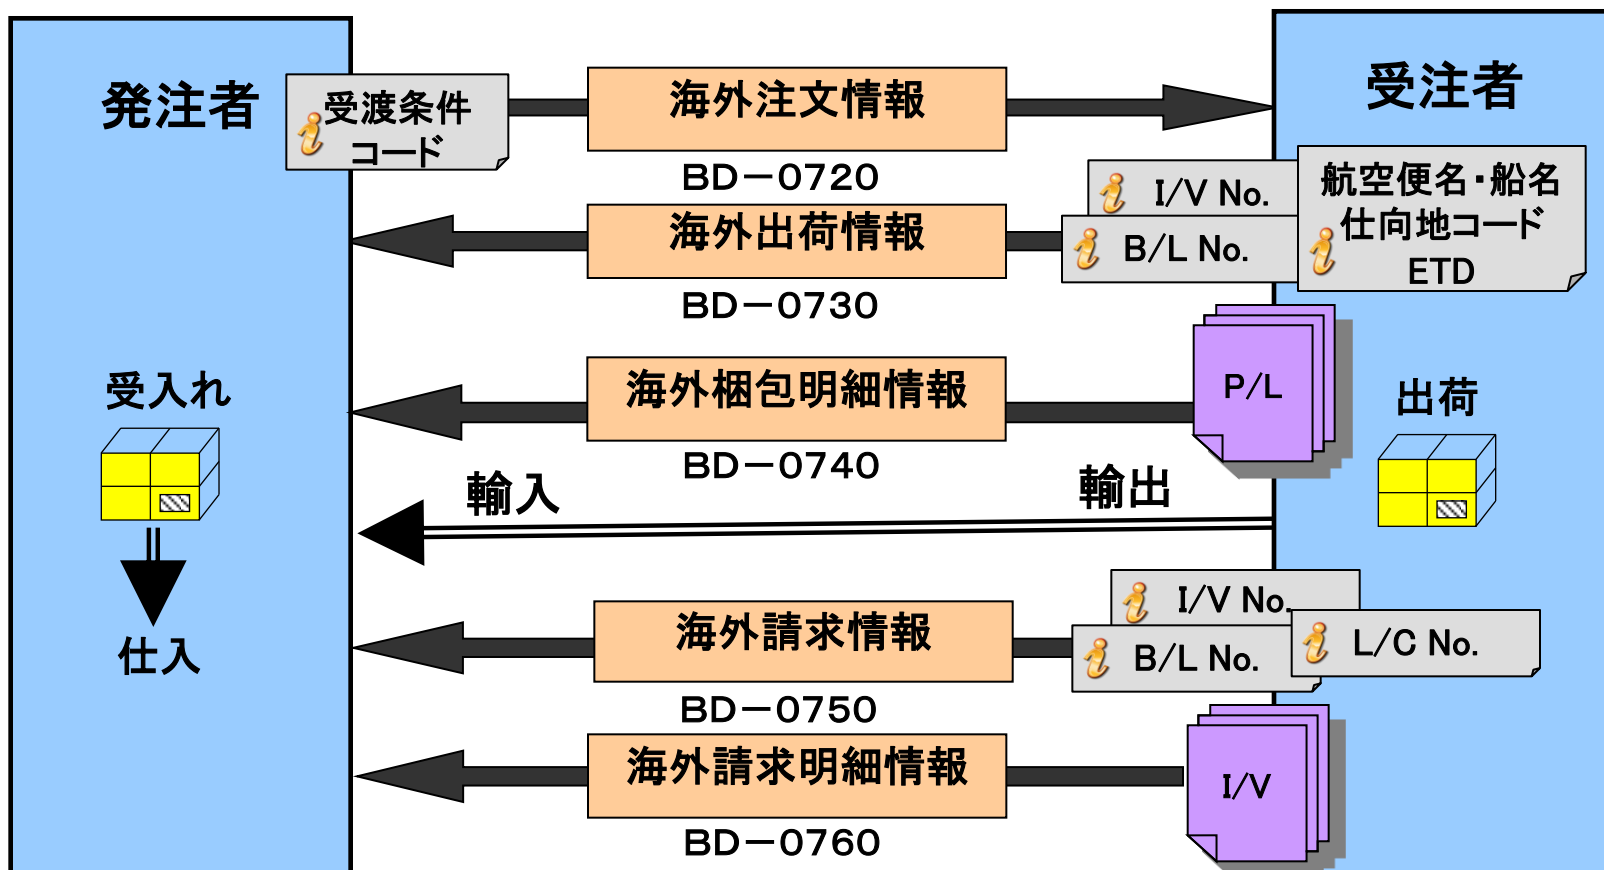 発注者
受渡条件
コード
海外注文情報
BD－0720
受注者
I/V No.
B/L No.
航空便名・船名
仕向地コード
ETD
海外出荷情報
BD－0730
受入れ
海外梱包明細情報
BD－0740
P/L
出荷
輸入
輸出
仕入
海外請求情報
BD－0750
I/V No.
B/L No.
L/C No.
海外請求明細情報
BD－0760
I/V